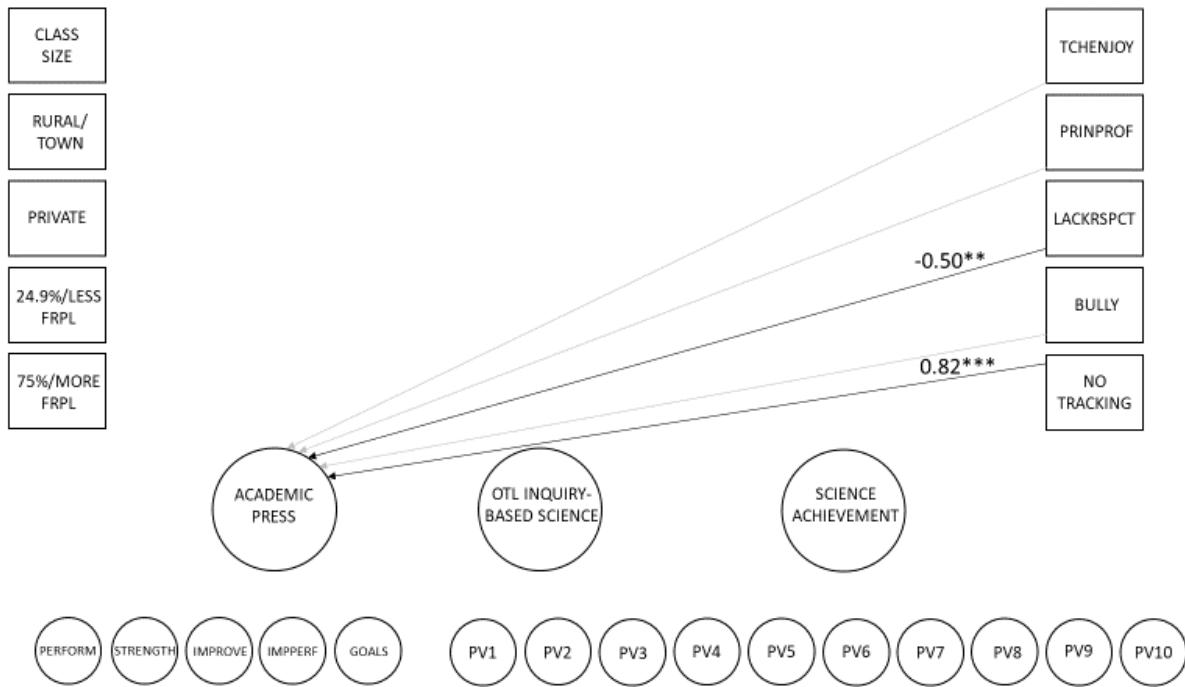 CLASS
SIZE
RURAL/
TOWN
PRIVATE
24.9%/LESS
FRPL
75%/MORE
FRPL
TCHENJOY
PRINPROF
LACKRSPCT
BULLY
NO
TRACKING
-0.50**
0.82***
ACADEMIC
PRESS
OTL INQUIRY-
BASED SCIENCE
SCIENCE
ACHIEVEMENT
PERFORM
STRENGTH
IMPROVE
IMPPERF
GOALS
PV1
PV2
PV3
PV4
PV5
PV6
PV7
PV8
PV9
PV10